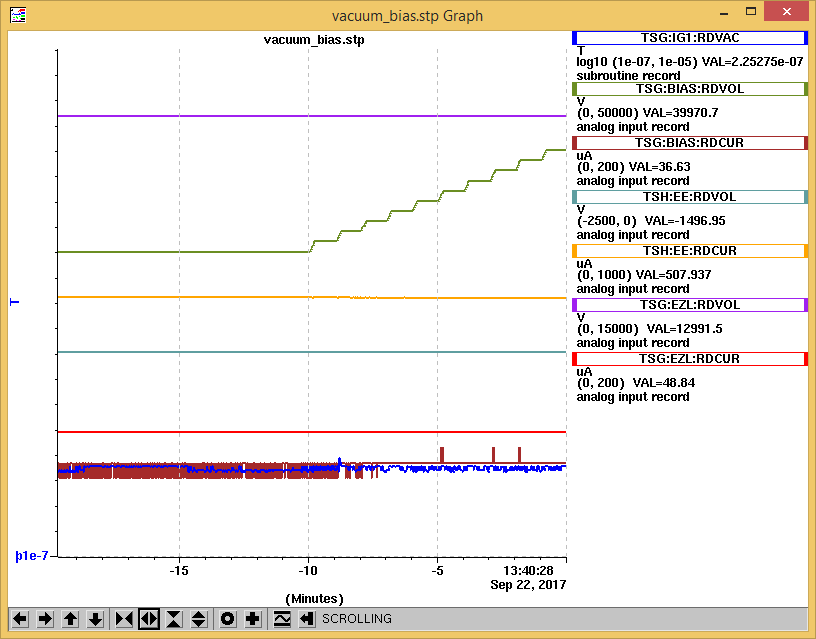 vacuum_bias.stp Graph
vacuum_bias.stp
T
þ1e-7
-15
-10
-5
13:40:28
Sep 22, 2017
(Minutes)
TSG:IG1:RDVAC
T
log10 (1e-07, 1e-05) VAL=2.25275e-07
subroutine record
TSG:BIAS:RDVOL
V
(0, 50000) VAL=39970.7
analog input record
TSG:BIAS:RDCUR
uA
(0, 200) VAL=36.63
analog input record
TSH:EE:RDVOL
V
(-2500, 0) VAL=-1496.95
analog input record
TSH:EE:RDCUR
uA
(0, 1000) VAL=507.937
analog input record
TSG:EZL:RDVOL
V
(0, 15000) VAL=12991.5
analog input record
TSG:EZL:RDCUR
uA
(0, 200) VAL=48.84
analog input record
SCROLLING